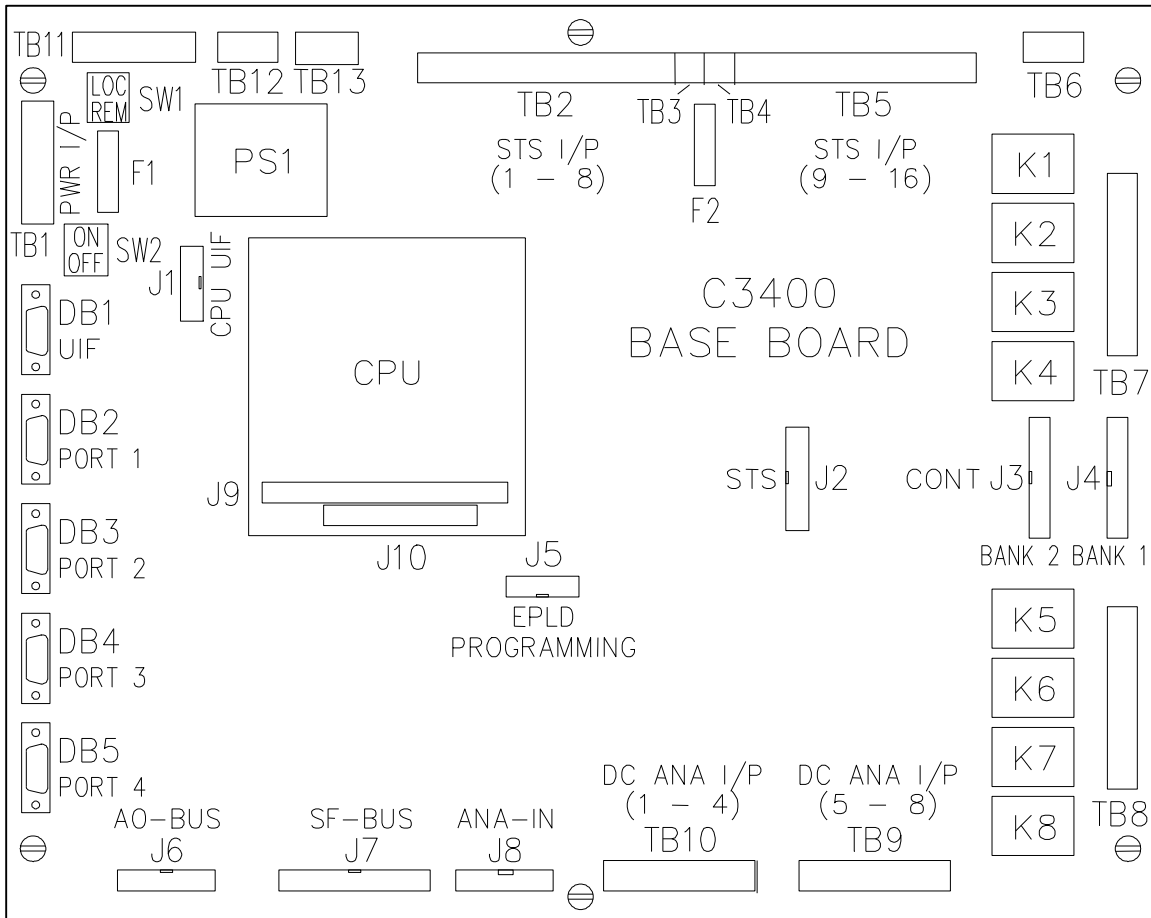 TB11
TB12
TB13
TB2
TB3
TB4
TB5
TB6
LOC
REM
SW1
PWR I/P
F1
PS1
STS I/P
(1 - 8)
STS I/P
(9 - 16)
F2
TB1
ON
OFF
SW2
J1
CPU UIF
K1
K2
K3
K4
TB7
C3400
BASE BOARD
DB1
UIF
CPU
DB2
PORT 1
J9
J10
STS
J2
CONT
J3
J4
BANK 2
BANK 1
DB3
PORT 2
J5
EPLD
PROGRAMMING
DB4
PORT 3
K5
K6
K7
K8
TB8
DB5
PORT 4
AO-BUS
J6
SF-BUS
J7
ANA-IN
J8
DC ANA I/P
(1 - 4)
TB10
DC ANA I/P
(5 - 8)
TB9